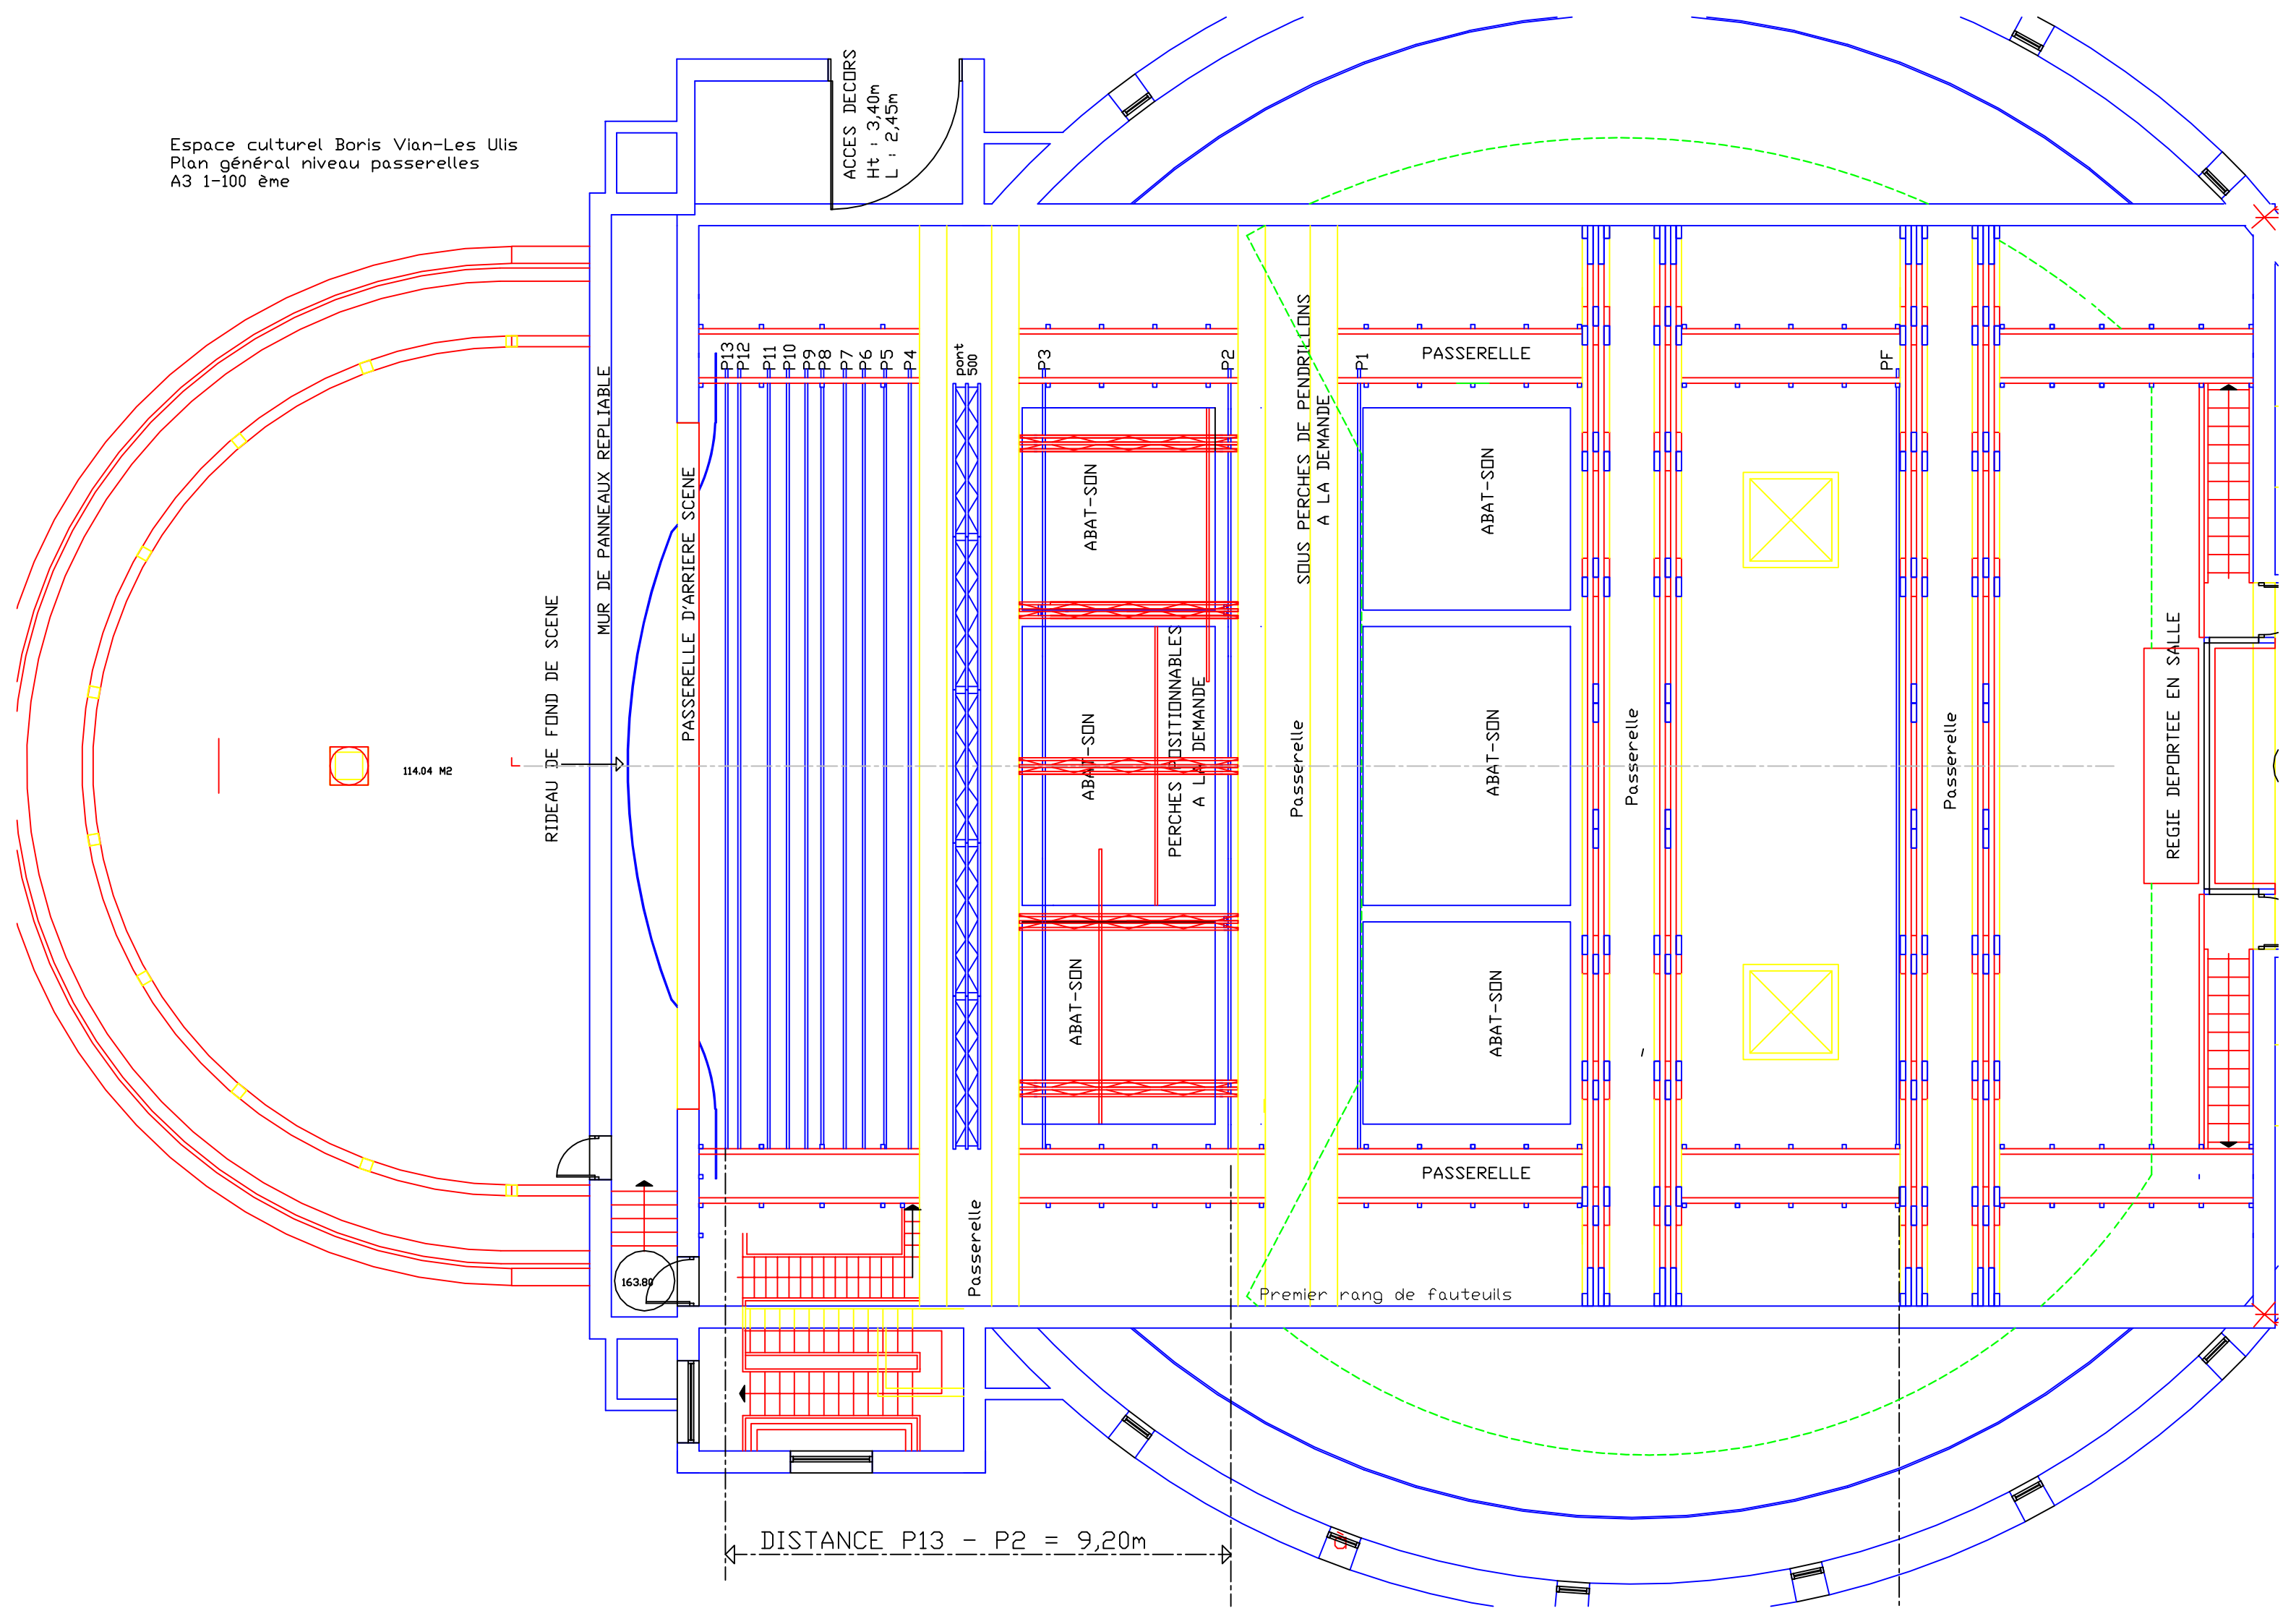 Espace culturel Boris Vian-Les Ulis
Plan général niveau passerelles
A3 1-100 ème
ACCES DECORS
Ht : 3,40m
L : 2,45m
RIDEAU DE FOND DE SCENE
MUR DE PANNEAUX REPLIABLE
PASSERELLE D'ARRIERE SCENE
P13
P12
P11
P10
P9
P8
P7
P6
P5
P4
pont
500
P3
P2
P1
PF
SOUS PERCHES DE PENDRILLONS
A LA DEMANDE
PASSERELLE
ABAT-SON
ABAT-SON
ABAT-SON
ABAT-SON
ABAT-SON
ABAT-SON
PERCHES POSITIONNABLES
A LA DEMANDE
Passerelle
Passerelle
Passerelle
REGIE DEPORTEE EN SALLE
114.04 M2
163.80
PASSERELLE
Passerelle
Premier rang de fauteuils
DISTANCE P13 - P2 = 9,20m